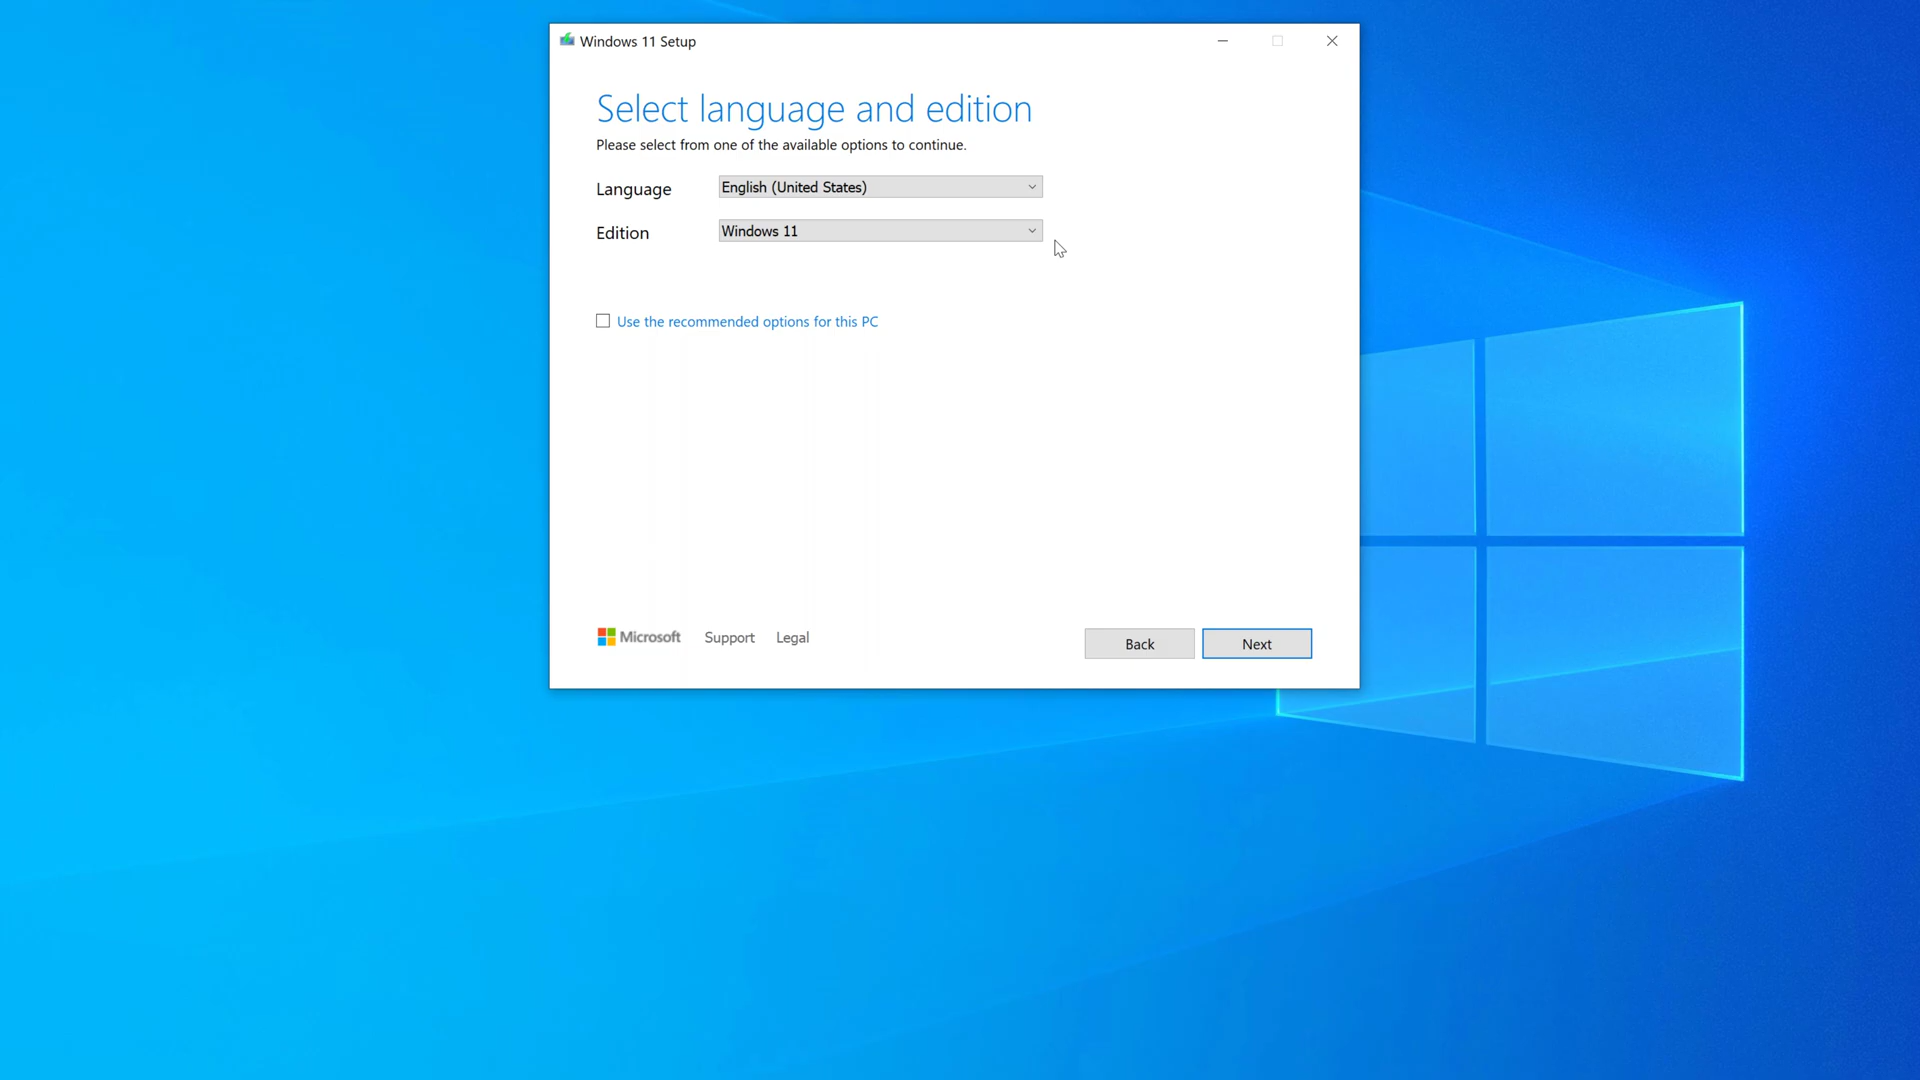 Windows 11 Setup
Select language and edition
Please select from one of the available options to continue.
Language English (United States)
Edition Windows 11
Use the recommended options for this PC
Microsoft Support Legal Back Next